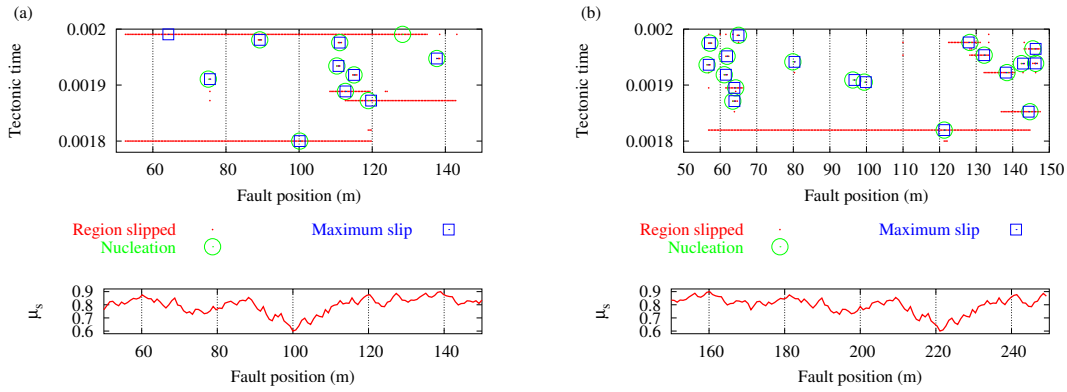 (a)
0.002
0.0019
0.0018
Tectonic time
60 80 100 120 140
Fault position (m)
Region slipped
Nucleation
Maximum slip
0.9
0.8
0.7
0.6
μs
60 80 100 120 140
Fault position (m)
(b)
0.002
0.0019
0.0018
Tectonic time
50 60 70 80 90 100 110 120 130 140 150
Fault position (m)
Region slipped
Nucleation
Maximum slip
0.9
0.8
0.7
0.6
μs
160 180 200 220 240
Fault position (m)